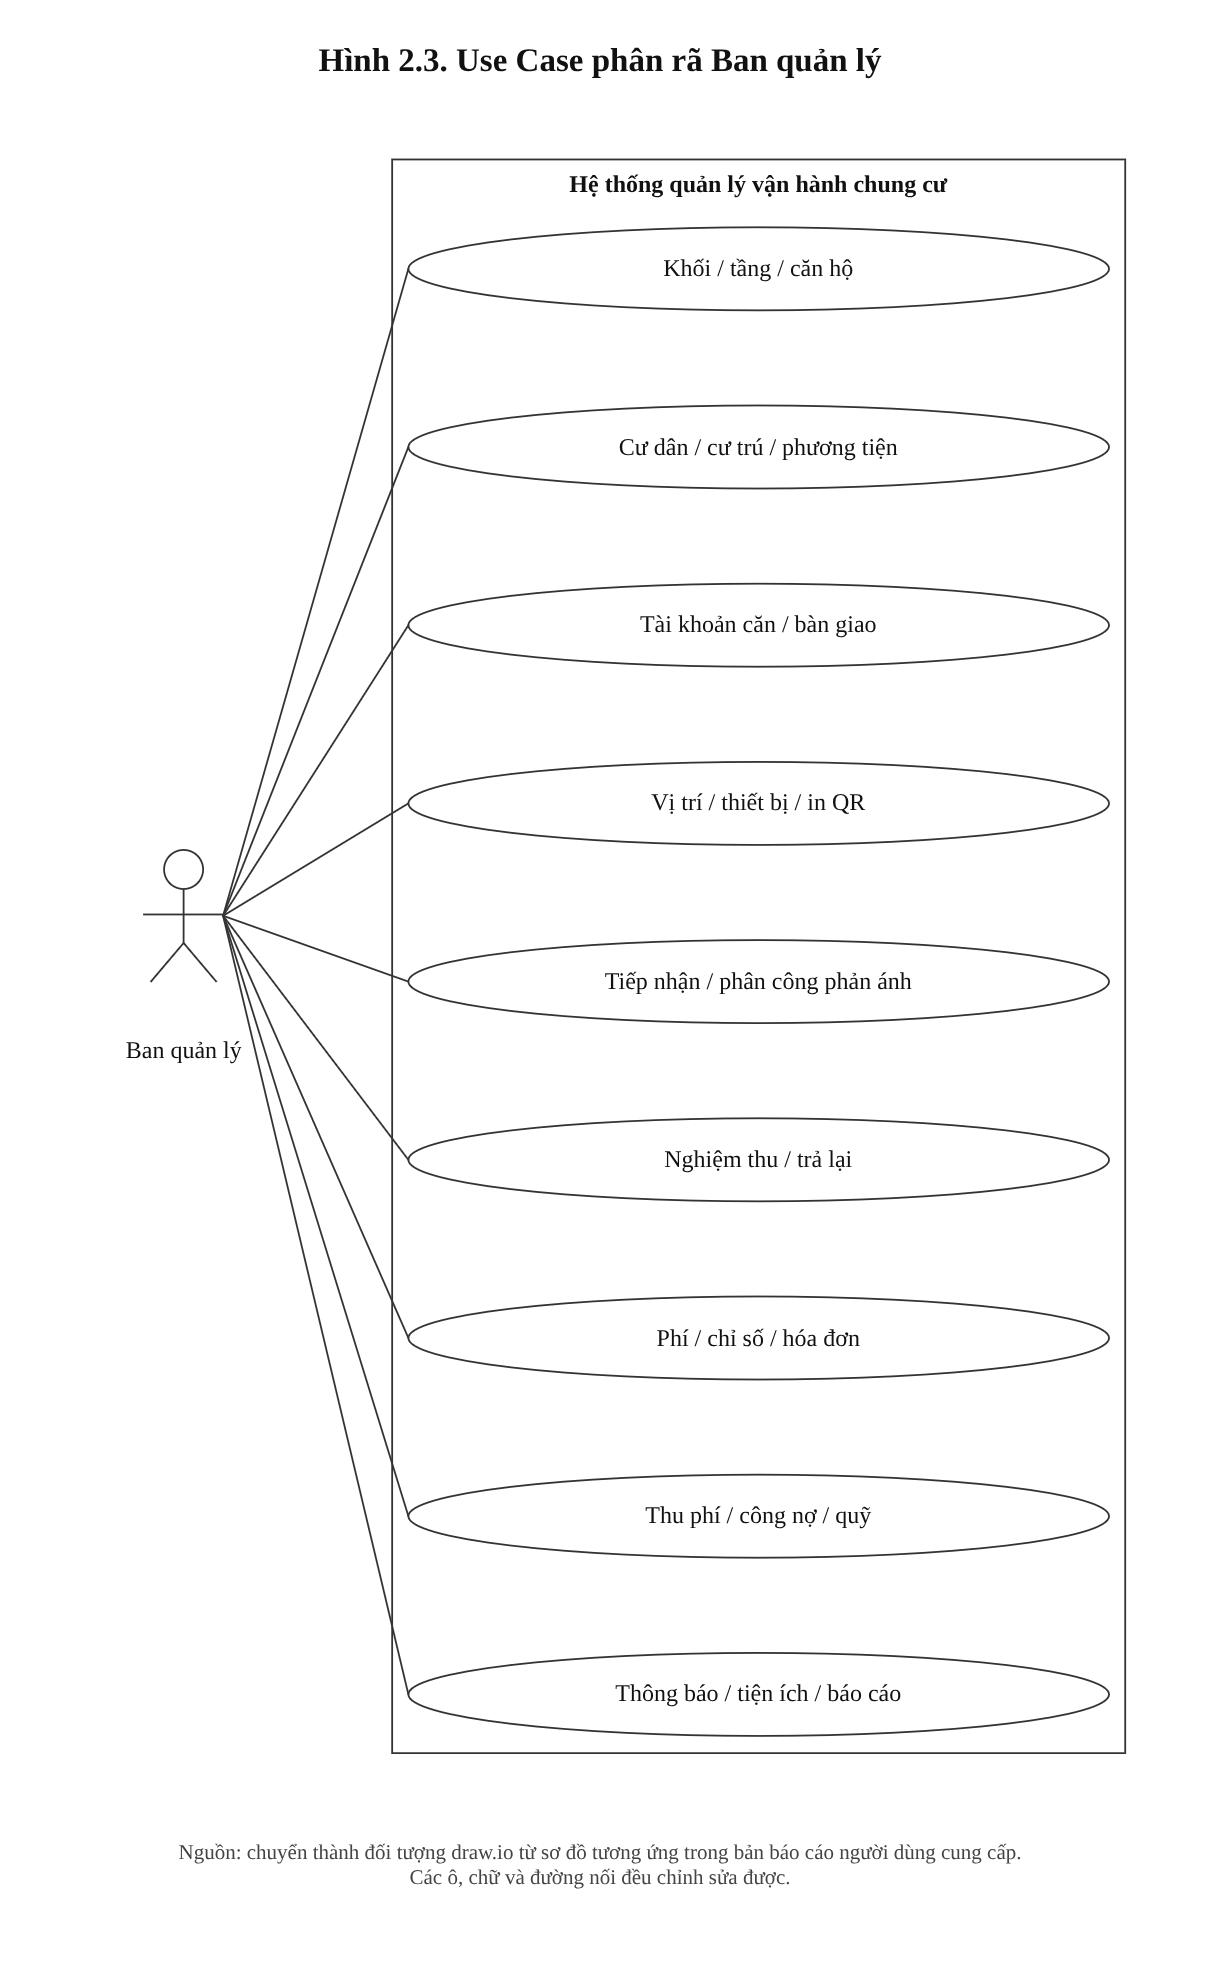 Hình 2.3. Use Case phân rã Ban quản lý
Hệ thống quản lý vận hành chung cư
Khối / tầng / căn hộ
Cư dân / cư trú / phương tiện
Tài khoản căn / bàn giao
Vị trí / thiết bị / in QR
Tiếp nhận / phân công phản ánh
Ban quản lý
Nghiệm thu / trả lại
Phí / chỉ số / hóa đơn
Thu phí / công nợ / quỹ
Thông báo / tiện ích / báo cáo
Nguồn: chuyển thành đối tượng draw.io từ sơ đồ tương ứng trong bản báo cáo người dùng cung cấp.
Các ô, chữ và đường nối đều chỉnh sửa được.